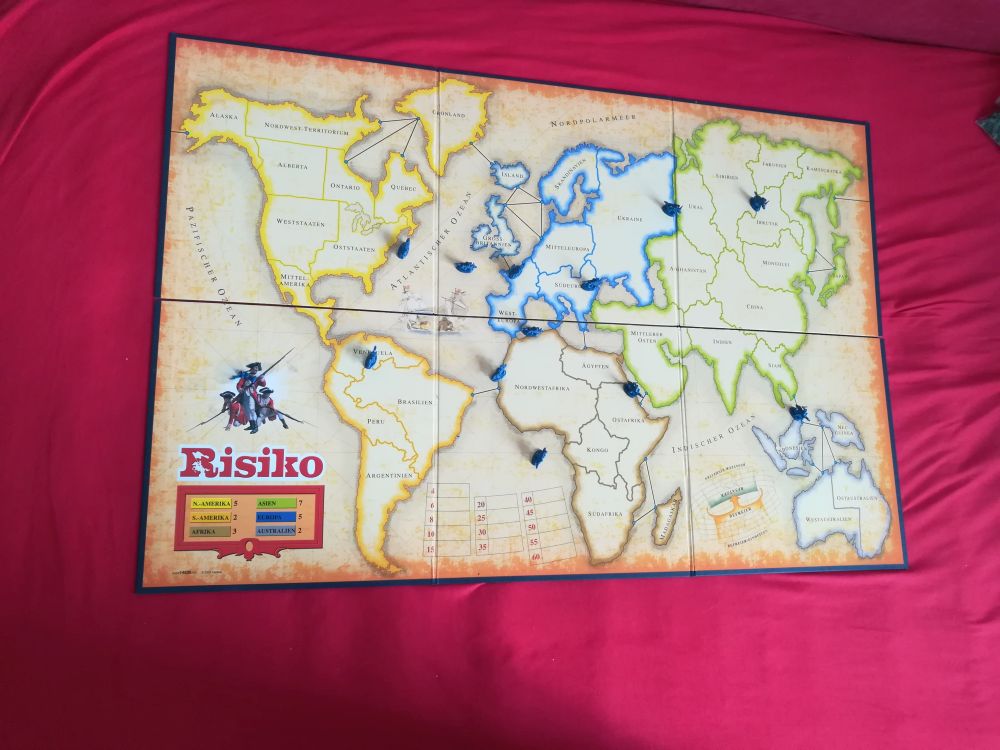 ALASKA
NORDWEST-TERRITORIUM
GRÖNLAND
ALBERTA
ONTARIO
QUEBEC
WESTSTAATEN
OSTSTAATEN
MITTEL
AMERIKA
PAZIFISCHER OZEAN
ATLANTISCHER OZEAN
NORDPOLARMEER
ISLAND
SKANDINAVIEN
GROSS
BRITANNIEN
MITTELEUROPA
UKRAINE
WEST-
URAL
SIBIRIEN
JAKUTIEN
KAMTSCHATKA
IRKUTSK
MONGOLEI
JAPAN
AFGHANISTAN
CHINA
MITTLERER
OSTEN
INDIEN
SIAM
VENEZUELA
BRASILIEN
PERU
ARGENTINIEN
NORDWESTAFRIKA
ÄGYPTEN
OSTAFRIKA
KONGO
SÜDAFRIKA
MADAGASKAR
INDISCHER OZEAN
NEU-
GUINEA
OSTAUSTRALIEN
WESTAUSTRALIEN
Risiko
N.-AMERIKA 5
ASIEN 7
S.-AMERIKA 2
EUROPA 5
AFRIKA 3
AUSTRALIEN 2
4 20 40
6 25 45
8 30 50
10 35 55
15 60